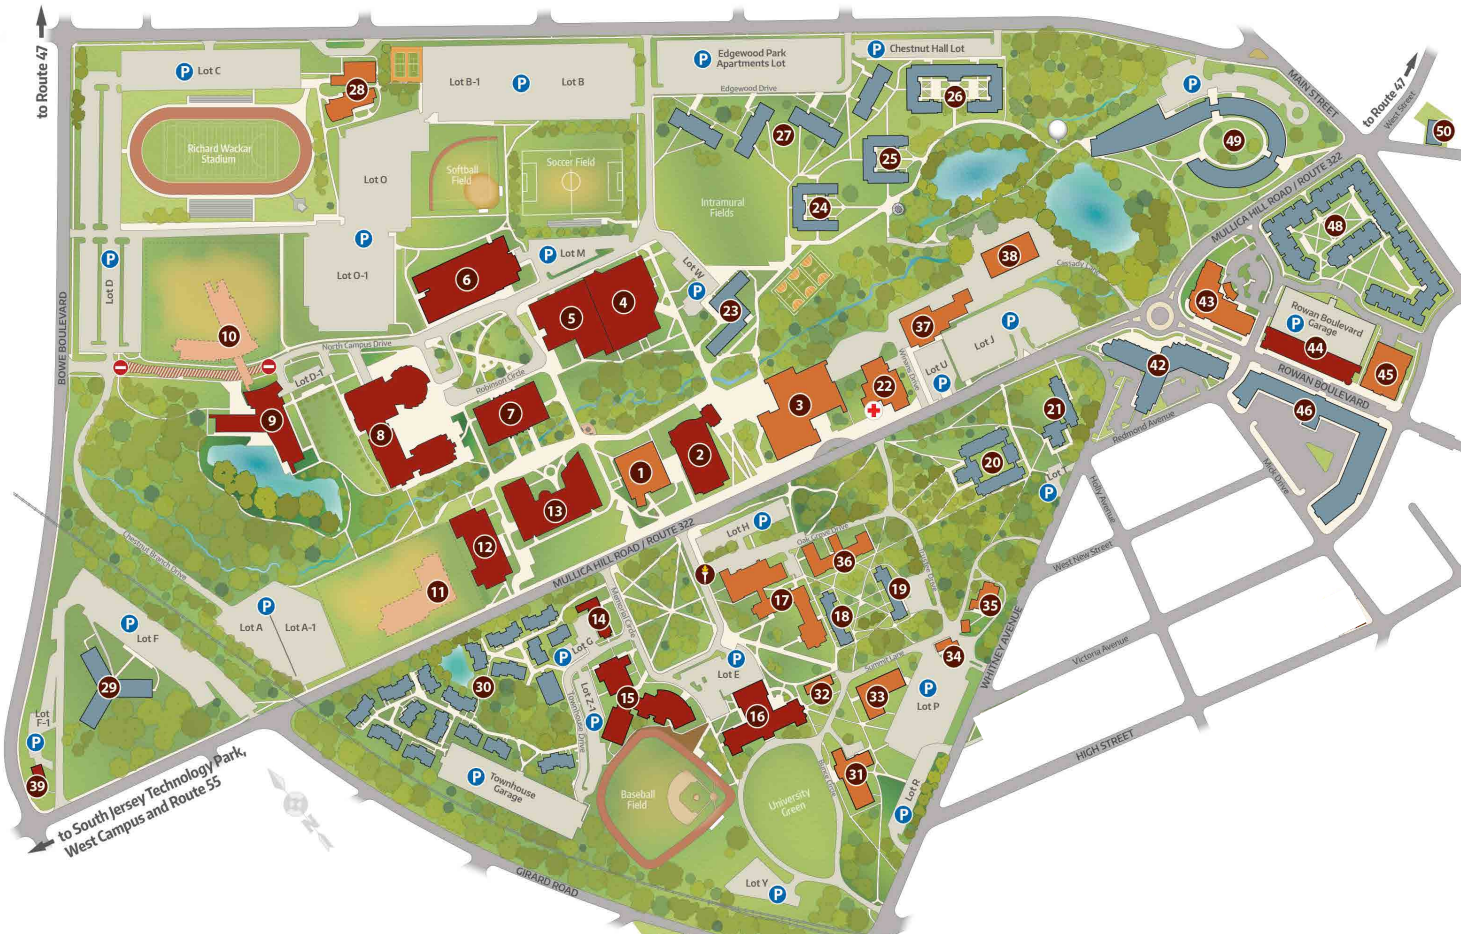 to Route 47
Lot C
P
28
Lot B-1
P
Lot B
P
Edgewood Park
Apartments Lot
P
Chestnut Hall Lot
Edgewood Drive
26
P
MAIN STREET
to Route 47
West Street
50
Richard Wackar
Stadium
Lot O
Softball
Field
Soccer Field
27
25
49
Intramural
Fields
24
MULLICA HILL ROAD / ROUTE 322
48
P
Lot D
P
Lot O-1
P
Lot M
6
Lot W
P
38
43
BOWE BOULEVARD
10
5
4
23
37
P
Lot J
Rowan Boulevard
Garage
P
44
45
North Campus Drive
Lot D-1
Robinson Circle
Lot U
P
22
42
ROWAN BOULEVARD
9
8
7
3
21
46
Redmond Avenue
1
2
20
Lot T
P
Mick Drive
Holly Avenue
13
12
MULLICA HILL ROAD / ROUTE 322
Lot H
P
Oak Grove Drive
36
West New Street
Chestnut Branch Drive
11
17
18
19
35
P
Lot A
Lot A-1
P
Lot F
14
Memorial Circle
Lot G
P
34
Summit Lane
WHITNEY AVENUE
Victoria Avenue
29
30
15
Lot Z-1
P
Townhouse Drive
P
Lot E
16
32
33
P
Lot P
Lot
F-1
P
39
to South Jersey Technology Park,
West Campus and Route 55
N
P
Townhouse
Garage
Baseball
Field
University
Green
31
Lot R
P
HIGH STREET
GIRARD ROAD
Lot Y
P